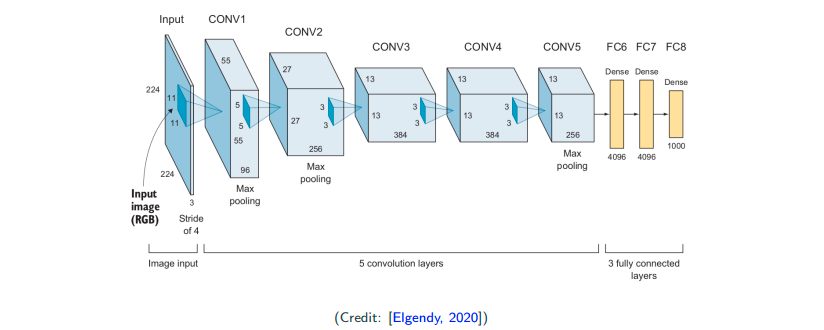 Input
CONV1
CONV2
CONV3
CONV4
CONV5
FC6
FC7
FC8
Dense
Dense
Dense
224
11
11
224
3
Stride
of 4
Input
image
(RGB)
55
5
5
55
96
Max
pooling
27
27
256
3
3
Max
pooling
13
13
384
3
3
13
13
384
3
3
13
13
256
Max
pooling
4096
4096
1000
Image input
5 convolution layers
3 fully connected
layers
(Credit: [Elgendy, 2020])